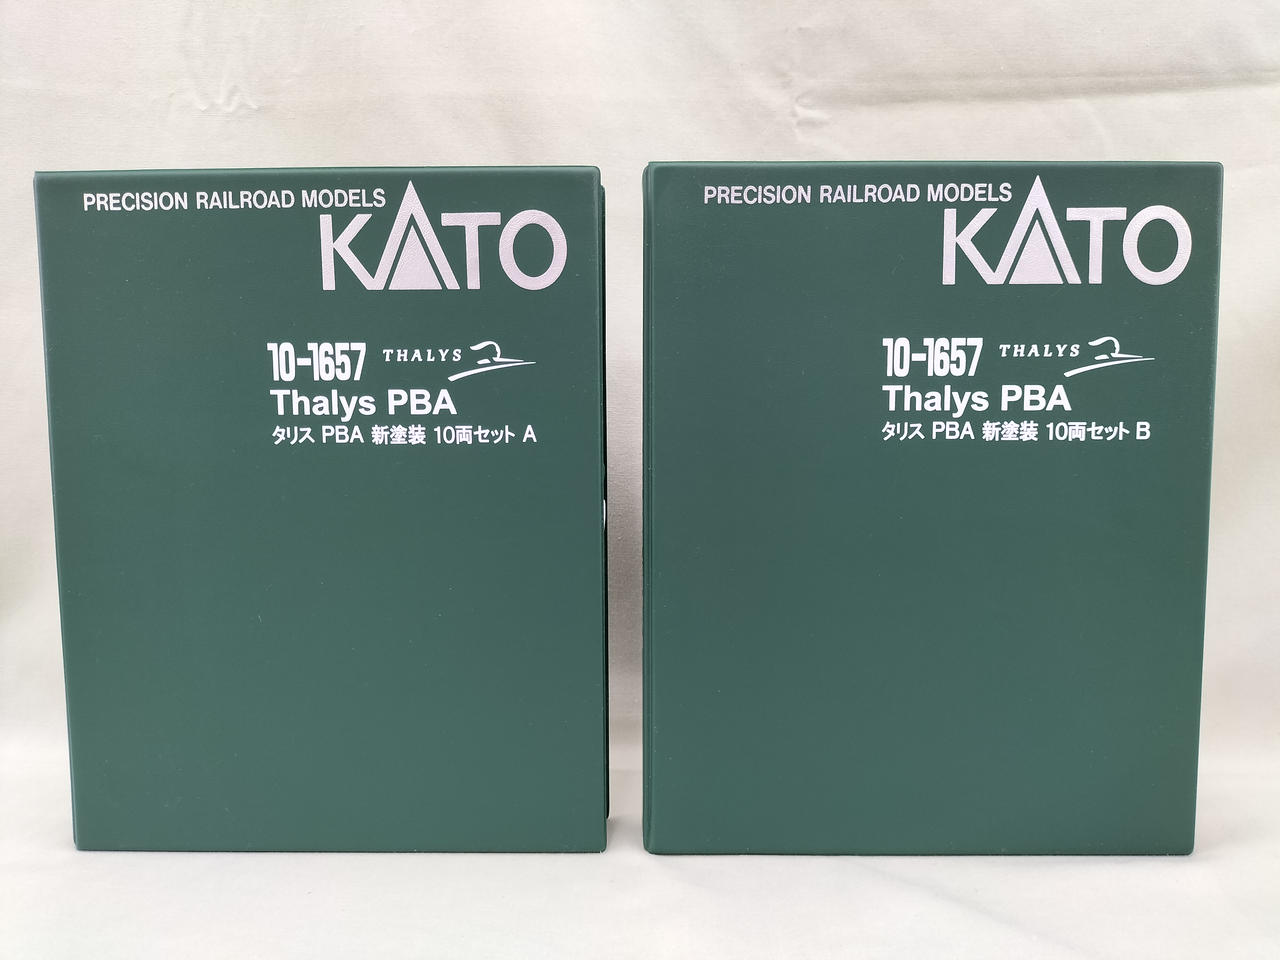 PRECISION RAILROAD MODELS
KATO
10-1657 THALYS
Thalys PBA
タリス PBA 新塗装 10両セット A
PRECISION RAILROAD MODELS
KATO
10-1657 THALYS
Thalys PBA
タリス PBA 新塗装 10両セット B